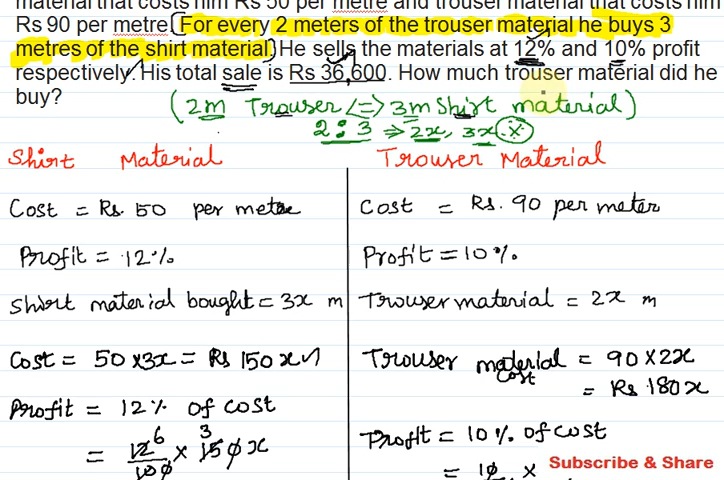 material that costs him Rs 50 per metre and trouser material that costs him
Rs 90 per metre. For every 2 meters of the trouser material he buys 3
metres of the shirt material. He sells the materials at 12% and 10% profit
respectively. His total sale is Rs 36,600. How much trouser material did he
buy?
(2m Trouser <=> 3m Shirt material)
2 : 3 => 2x, 3x
Shirt Material
Trouser Material
Cost = Rs. 50 per metre
Cost = Rs. 90 per meter
Profit = 12%
Profit = 10%
Shirt material bought = 3x m
Trouser material = 2x m
Cost = 50 × 3x = Rs 150x
Trouser material cost = 90 × 2x
= Rs 180x
Profit = 12% of cost
= 12/100 × 150x
6
3
Profit = 10% of cost
= 10 ×
Subscribe & Share